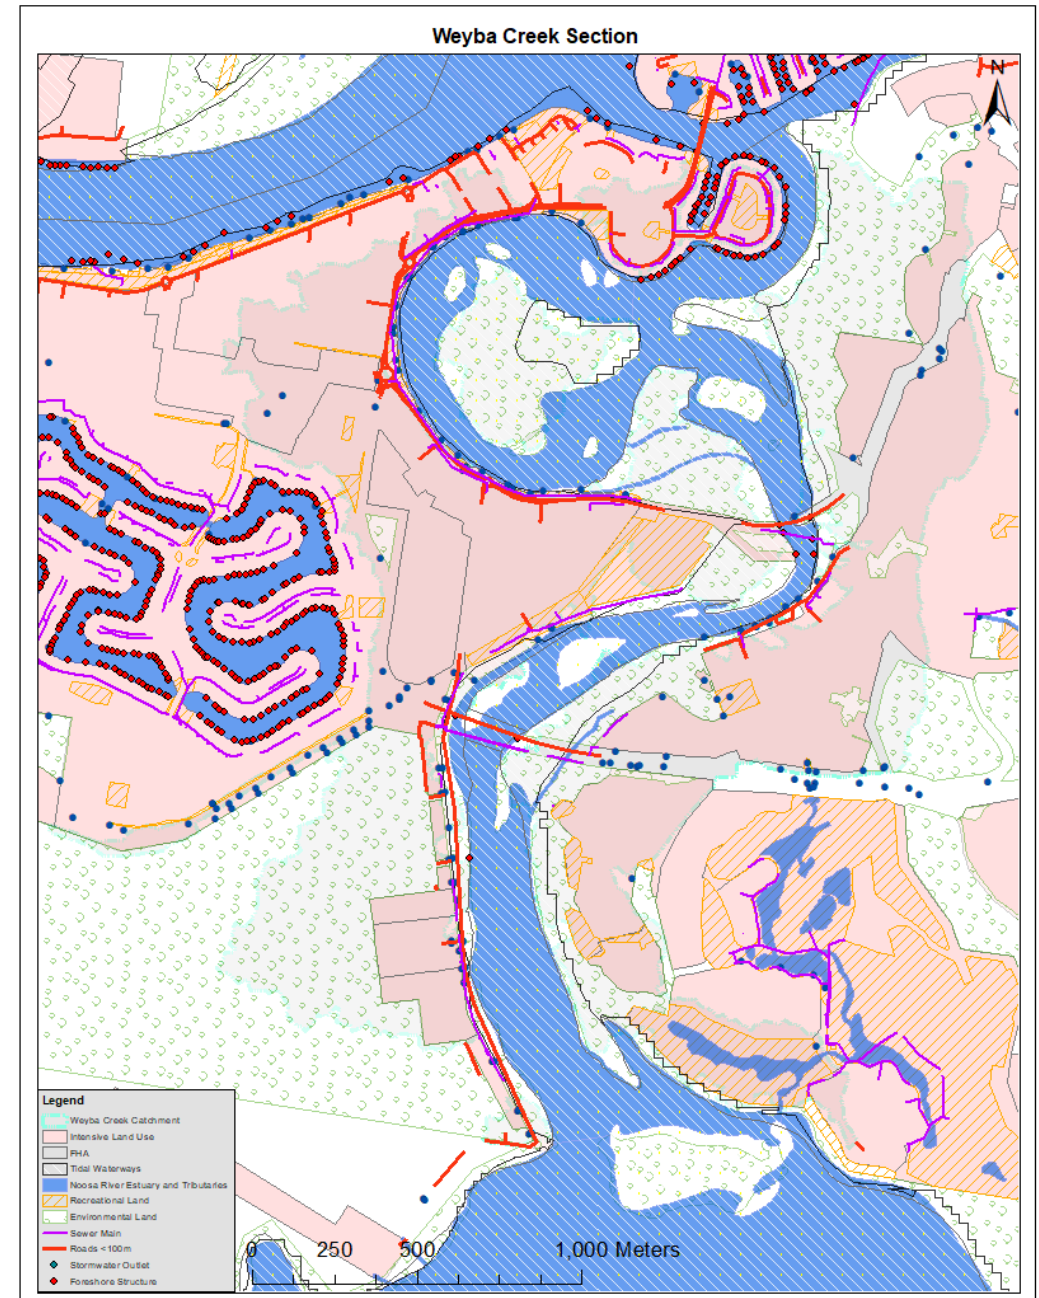 Weyba Creek Section
N
Legend
Weyba Creek Catchment
Intensive Land Use
FHA
Tidal Waterways
Noosa River Estuary and Tributaries
Recreational Land
Environmental Land
Sewer Main
Roads <100m
Stormwater Outlet
Foreshore Structure
0 250 500 1,000 Meters